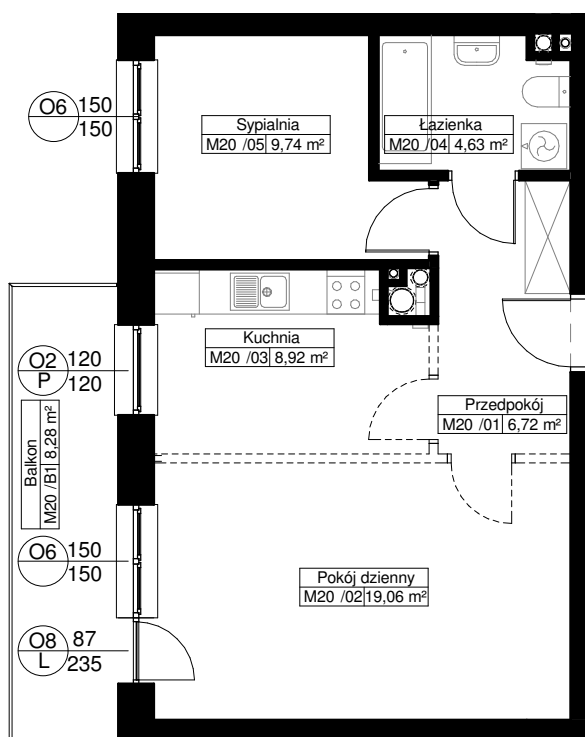 O6 150
150
Sypialnia
M20 /05 9,74 m²
Łazienka
M20 /04 4,63 m²
O2 120
P 120
Kuchnia
M20 /03 8,92 m²
Przedpokój
M20 /01 6,72 m²
Balkon
M20 /B1 8,28 m²
O6 150
150
Pokój dzienny
M20 /02 19,06 m²
O8 87
L 235